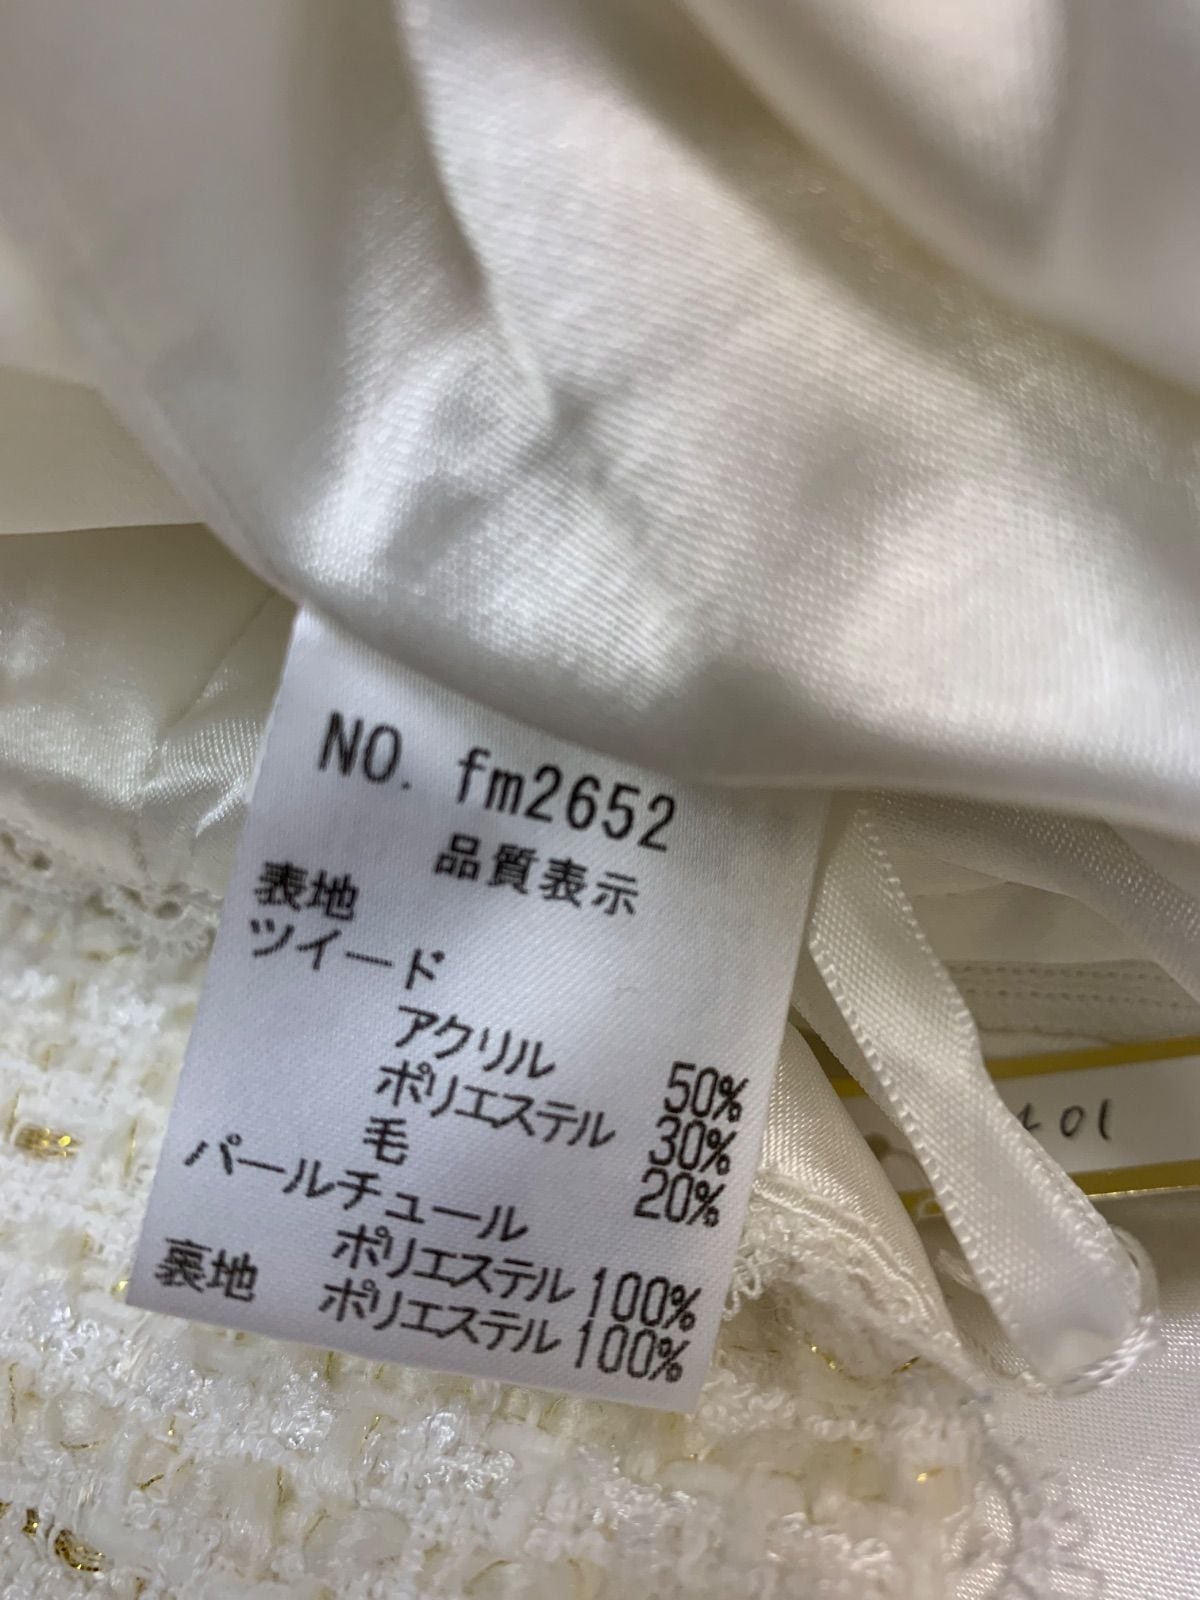 NO. fm2652
品質表示
表地
ツイード
アクリル 50%
ポリエステル 30%
毛 20%
パールチュール
ポリエステル 100%
裏地 ポリエステル 100%